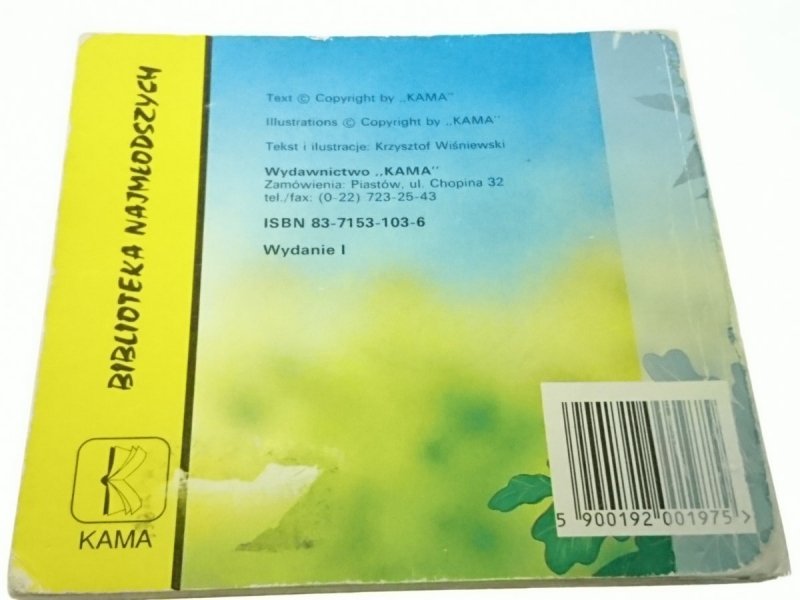 BIBLIOTEKA NAJMŁODSZYCH
KAMA
Text © Copyright by „KAMA"
Illustrations © Copyright by „KAMA"
Tekst i ilustracje: Krzysztof Wiśniewski
Wydawnictwo „KAMA"
Zamówienia: Piastów, ul. Chopina 32
tel./fax: (0-22) 723-25-43
ISBN 83-7153-103-6
Wydanie I
5 900192 001975 >